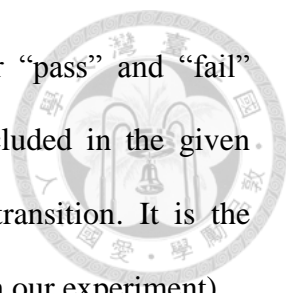 “pass” and “fail”
cluded in the given
transition. It is the
our experiment)